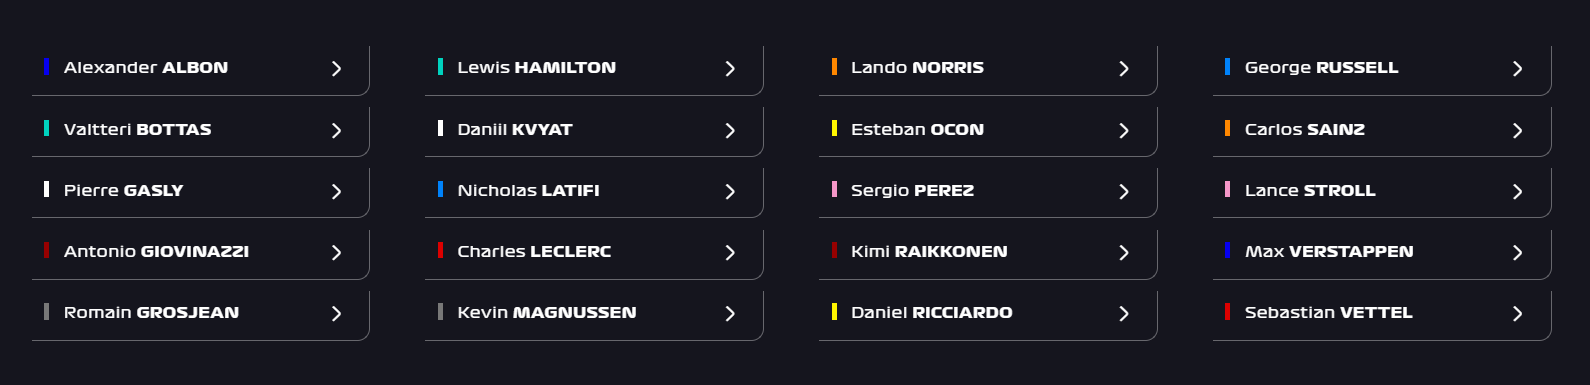 Alexander ALBON
Valtteri BOTTAS
Pierre GASLY
Antonio GIOVINAZZI
Romain GROSJEAN
Lewis HAMILTON
Daniil KVYAT
Nicholas LATIFI
Charles LECLERC
Kevin MAGNUSSEN
Lando NORRIS
Esteban OCON
Sergio PEREZ
Kimi RAIKKONEN
Daniel RICCIARDO
George RUSSELL
Carlos SAINZ
Lance STROLL
Max VERSTAPPEN
Sebastian VETTEL